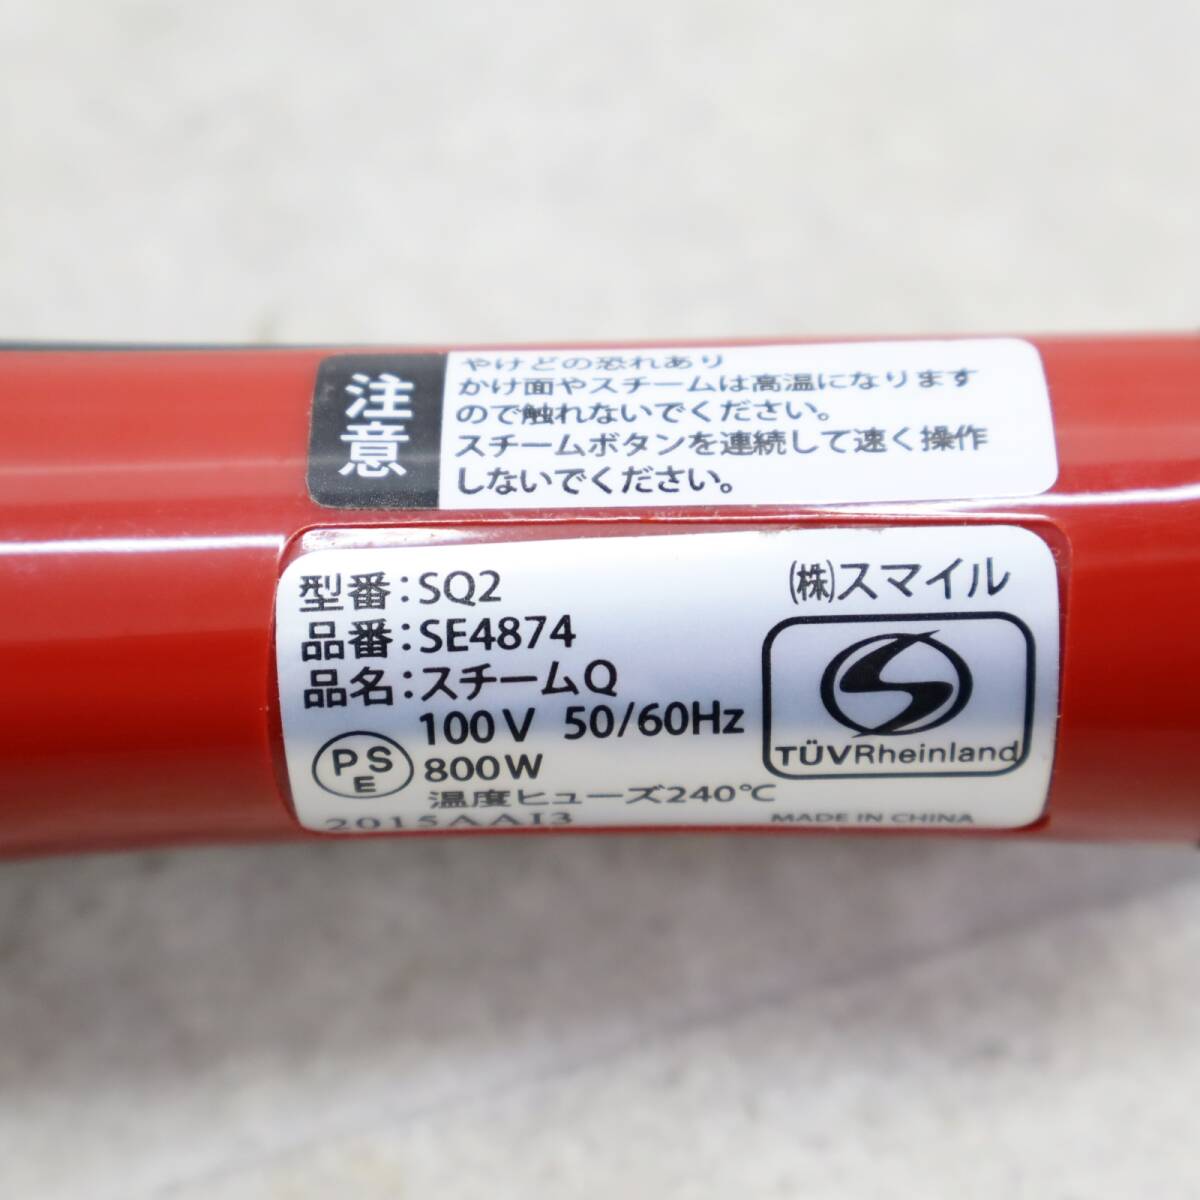 注意
やけどの恐れあり
かけ面やスチームは高温になります
ので触れないでください。
スチームボタンを連続して速く操作
しないでください。
型番：SQ2
(株)スマイル
品番：SE4874
品名：スチームQ
100V 50/60Hz
PSE
800W
温度ヒューズ240℃
TÜVRheinland
2015AAI3
MADE IN CHINA